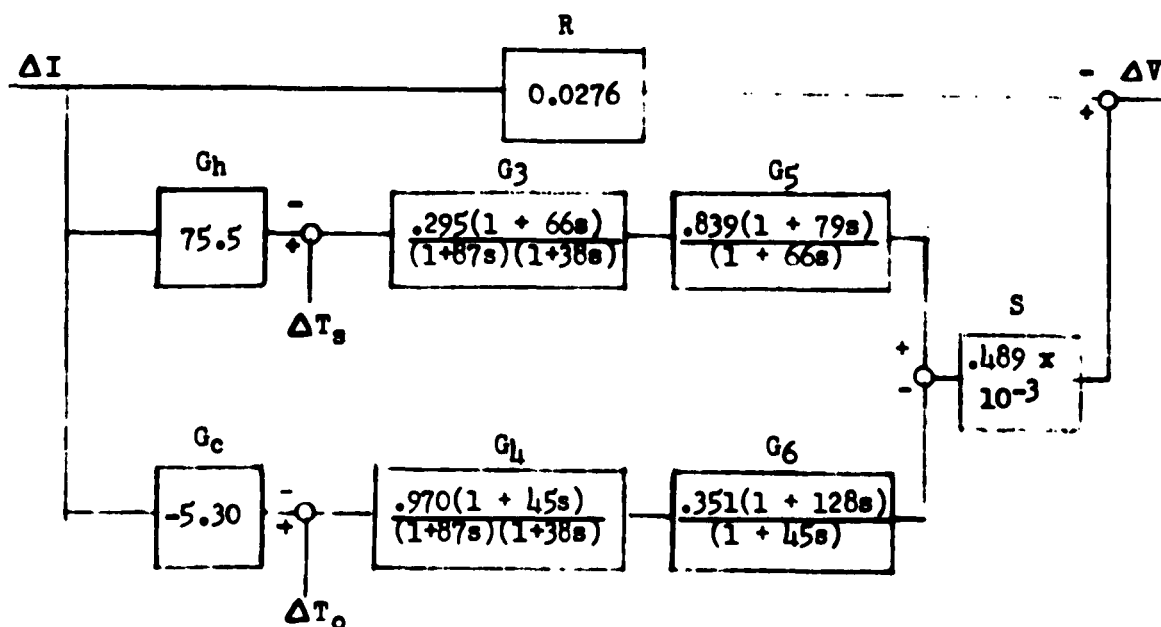 R
ΔI
0.0276
- ΔV
+
Gh
75.5
-
+
ΔTs
G3
.295(1 + 66s)
(1+87s)(1+38s)
G5
.839(1 + 79s)
(1 + 66s)
+
-
S
.489 x
10-3
Gc
-5.30
-
+
ΔTo
G4
.970(1 + 45s)
(1+87s)(1+38s)
G6
.351(1 + 128s)
(1 + 45s)